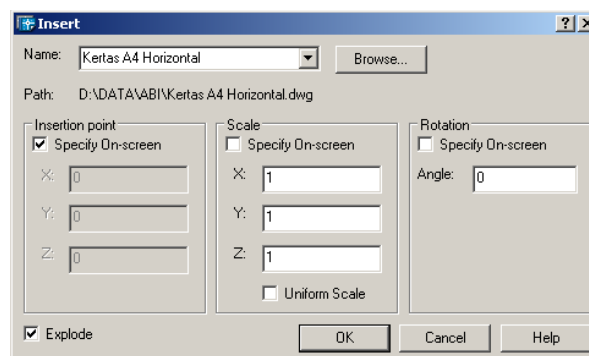 Insert
Name: Kertas A4 Horizontal Browse...
Path: D:\DATA\ABI\Kertas A4 Horizontal.dwg
Insertion point
Specify On-screen
X: 0
Y: 0
Z: 0
Scale
Specify On-screen
X: 1
Y: 1
Z: 1
Uniform Scale
Rotation
Specify On-screen
Angle: 0
Explode OK Cancel Help